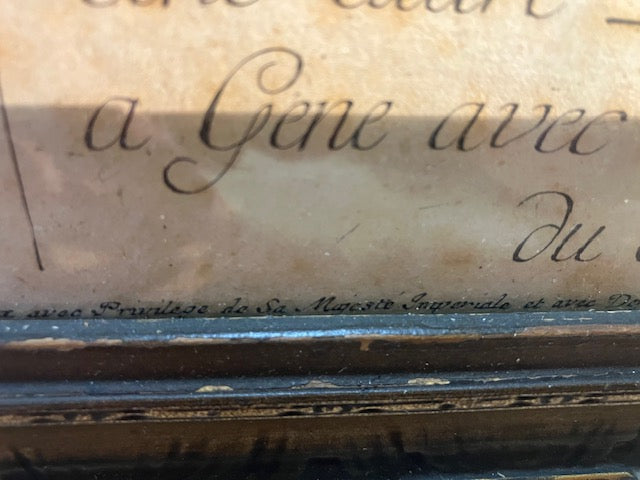 a Gene avec
du
avec Privilege de Sa Majesté Imperiale et avec